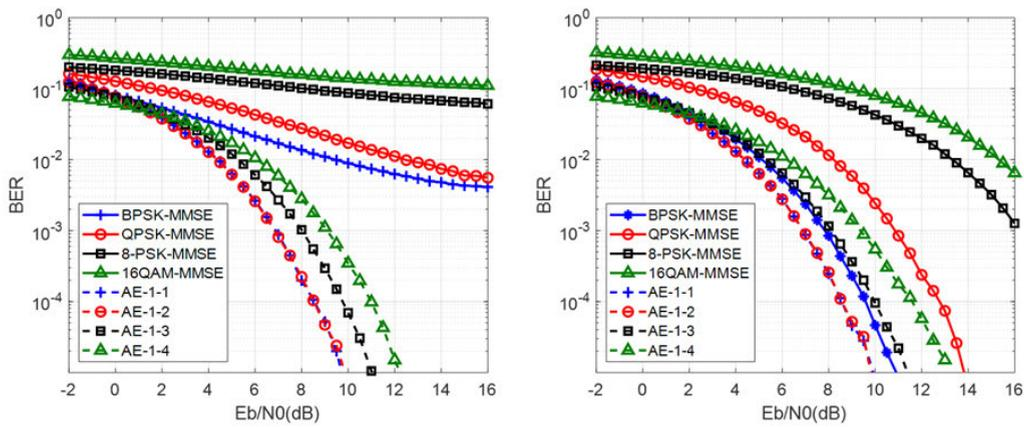 10^0
10^-1
10^-2
10^-3
10^-4
BER
BPSK-MMSE
QPSK-MMSE
8-PSK-MMSE
16QAM-MMSE
AE-1-1
AE-1-2
AE-1-3
AE-1-4
-2 0 2 4 6 8 10 12 14 16
Eb/N0(dB)
10^0
10^-1
10^-2
10^-3
10^-4
BER
BPSK-MMSE
QPSK-MMSE
8-PSK-MMSE
16QAM-MMSE
AE-1-1
AE-1-2
AE-1-3
AE-1-4
-2 0 2 4 6 8 10 12 14 16
Eb/N0(dB)